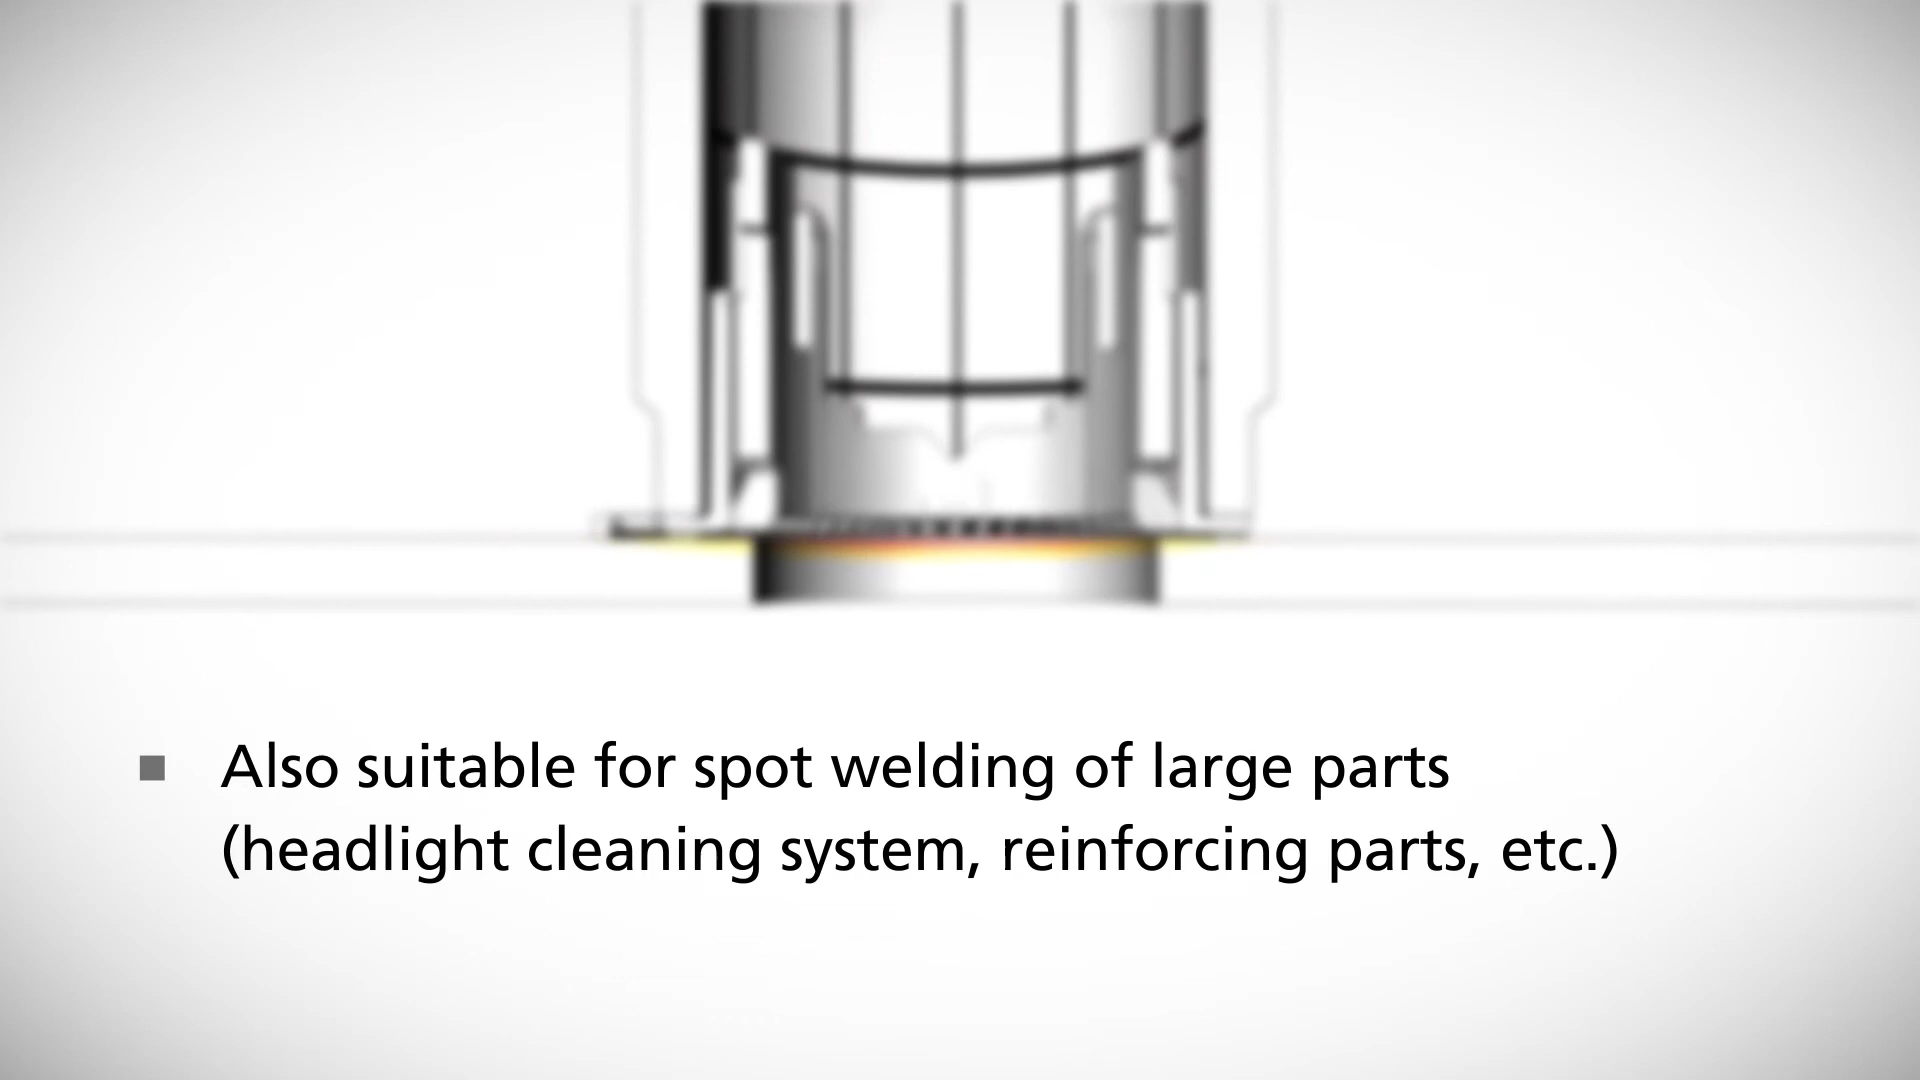 Also suitable for spot welding of large parts
(headlight cleaning system, reinforcing parts, etc.)